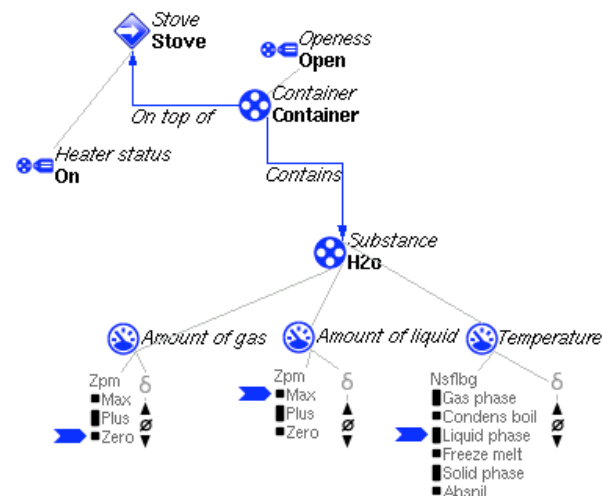 Stove
Stove
Openess
Open
Container
Container
On top of
Heater status
On
Contains
Substance
H2o
Amount of gas
Amount of liquid
Temperature
Zpm
δ
Max
Plus
Zero
Zpm
δ
Max
Plus
Zero
Nsflbg
δ
Gas phase
Condens boil
Liquid phase
Freeze melt
Solid phase
Absnil